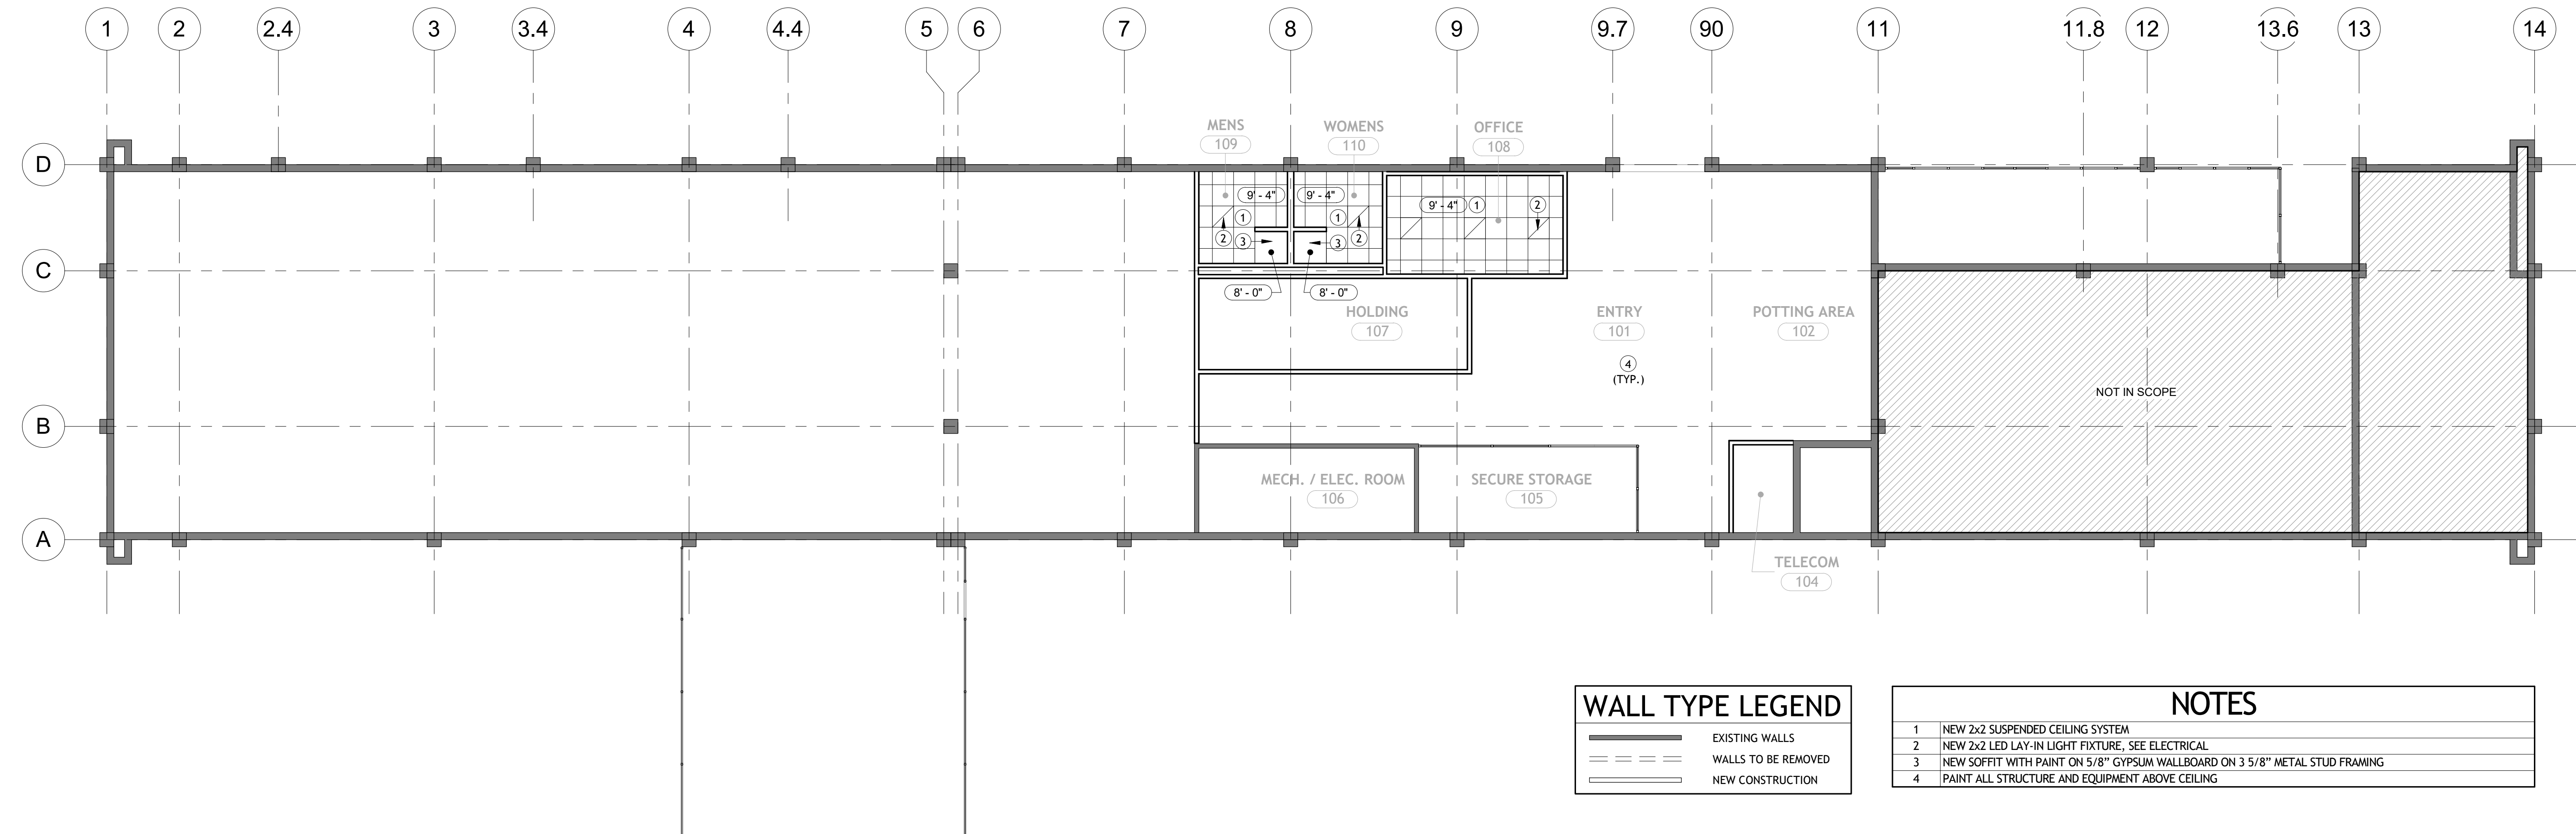 1 2 2.4 3 3.4 4 4.4 5 6 7 8 9 9.7 90 11 11.8 12 13.6 13 14
MENS
109
WOMENS
110
OFFICE
108
D
9' - 4"
9' - 4"
9' - 4"
1
2
1
1
2
3
3
2
C
8' - 0"
8' - 0"
HOLDING
107
ENTRY
101
POTTING AREA
102
4
(TYP.)
NOT IN SCOPE
B
MECH. / ELEC. ROOM
106
SECURE STORAGE
105
A
TELECOM
104
WALL TYPE LEGEND
EXISTING WALLS
WALLS TO BE REMOVED
NEW CONSTRUCTION
NOTES
1 NEW 2x2 SUSPENDED CEILING SYSTEM
2 NEW 2x2 LED LAY-IN LIGHT FIXTURE, SEE ELECTRICAL
3 NEW SOFFIT WITH PAINT ON 5/8” GYPSUM WALLBOARD ON 3 5/8” METAL STUD FRAMING
4 PAINT ALL STRUCTURE AND EQUIPMENT ABOVE CEILING